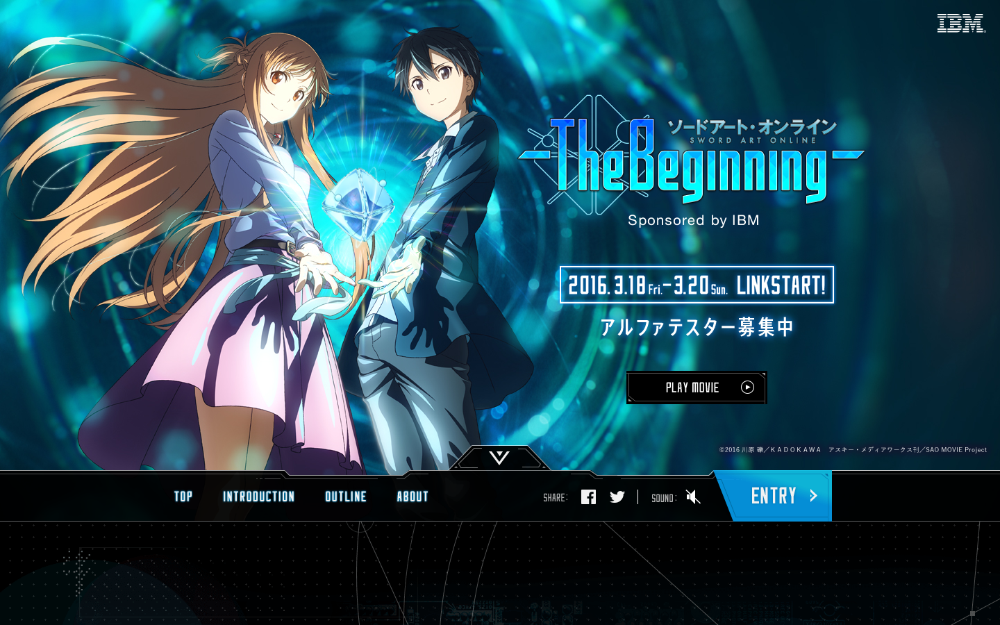 IBM
ソードアート・オンライン
SWORD ART ONLINE
The Beginning
Sponsored by IBM
2016.3.18 Fri.-3.20 Sun. LINKSTART!
アルファテスター募集中
PLAY MOVIE
©2016 川原 礫／KADOKAWA　アスキー・メディアワークス刊／SAO MOVIE Project
TOP INTRODUCTION OUTLINE ABOUT SHARE: SOUND: ENTRY